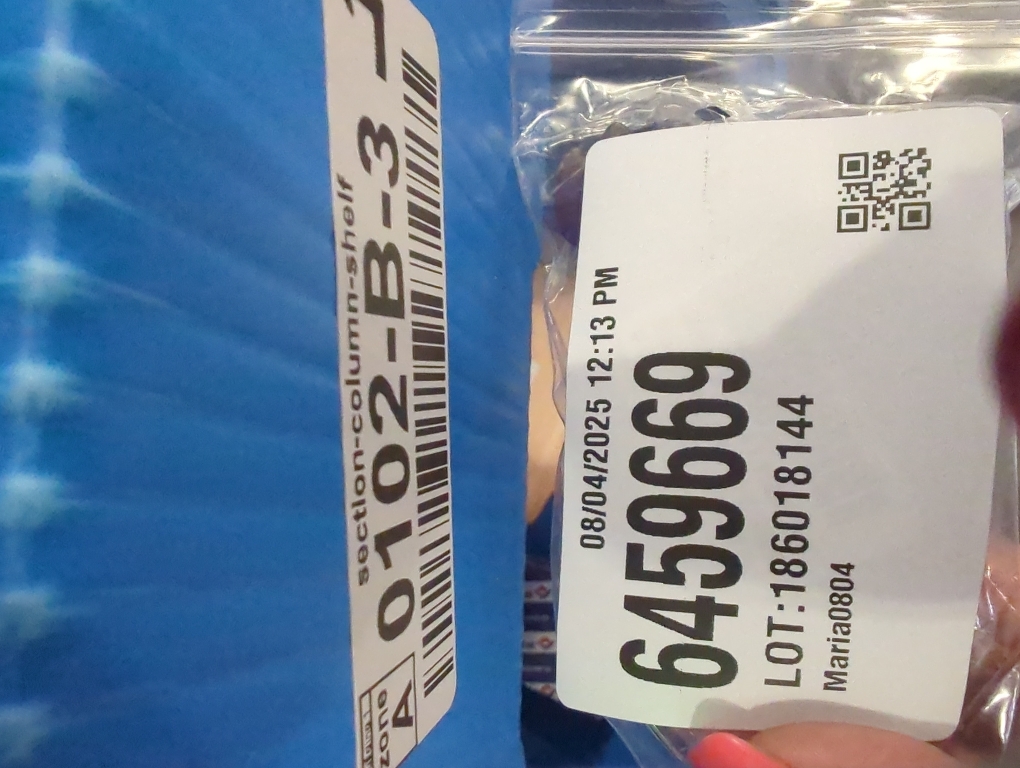 section-column-shelf
zone
A
0102-B-3
08/04/2025 12:13 PM
6459669
LOT:186018144
Maria0804